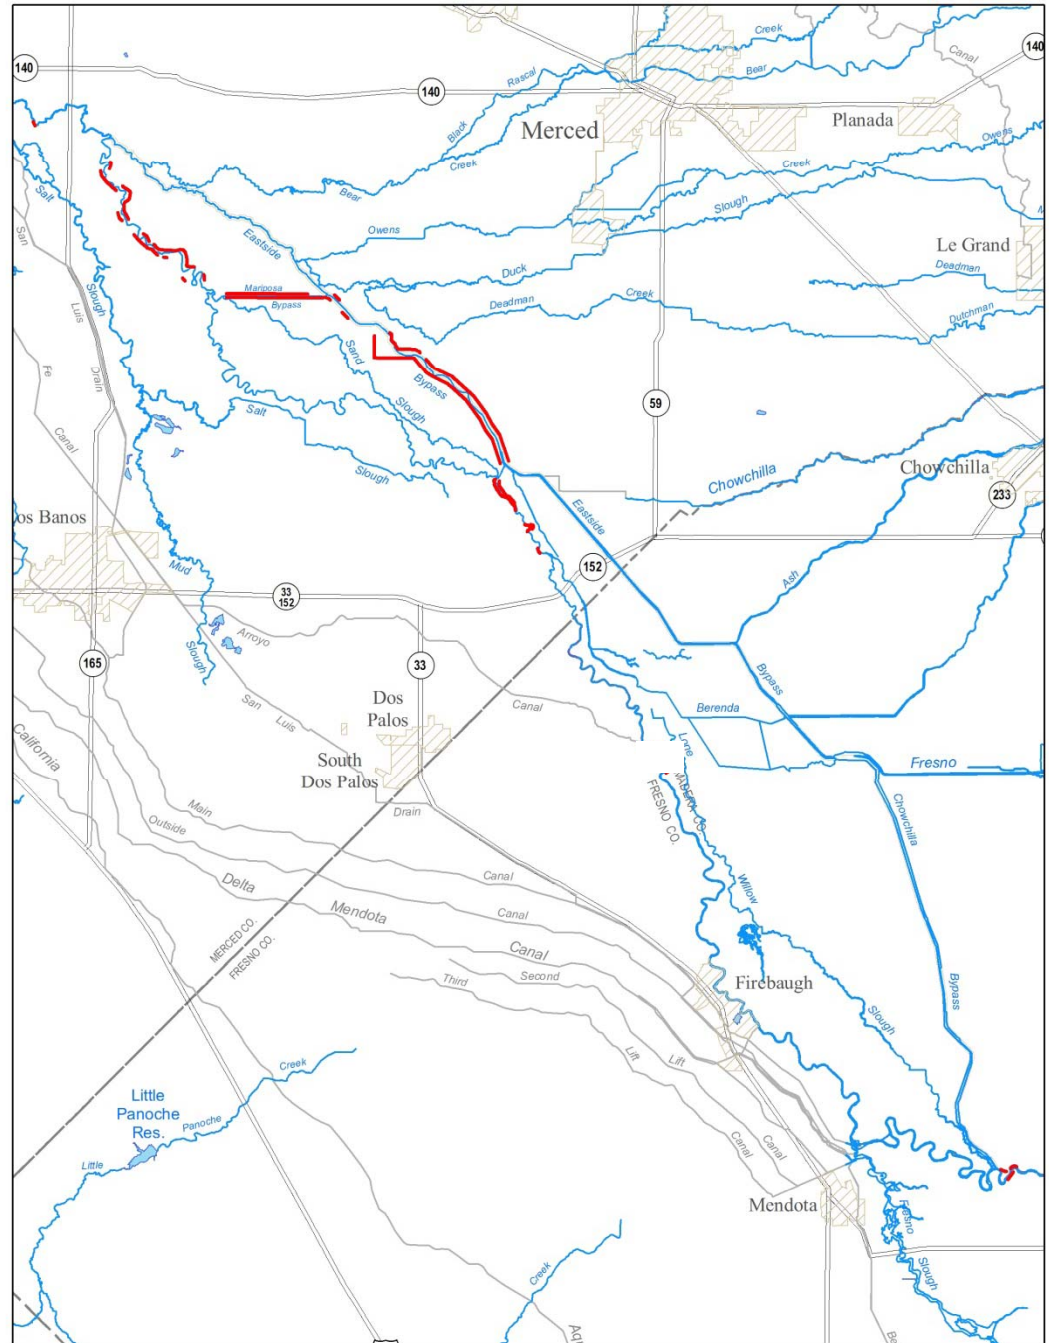 Creek
140
Canal
140
Rascal
Bear
140
Black
Merced
Planada
Owens
Creek
Creek
Salt
Bear
Slough
M
San
Owens
Eastside
Le Grand
Duck
Deadman
Slough
Mariposa
Bypass
Deadman
Creek
Dutchman
Luis
Sand
Fe
Drain
Bypass
59
Salt
Slough
Canal
Slough
Chowchilla
Chowchilla
233
os Banos
Eastside
Mud
152
Ash
33
152
Arroyo
Slough
165
33
Bypass
San
Luis
Dos
Palos
Canal
Berenda
California
South
Dos Palos
Lone
Fresno
MADERA CO.
FRESNO CO.
Main
Drain
Outside
Chowchilla
Delta
Canal
Willow
Mendota
Canal
MERCED CO.
FRESNO CO.
Canal
Second
Third
Firebaugh
Bypass
Slough
Lift
Lift
Creek
Little
Panoche
Res.
Panoche
Canal
Canal
Little
Mendota
Fresno
Slough
Creek
Aq
Be